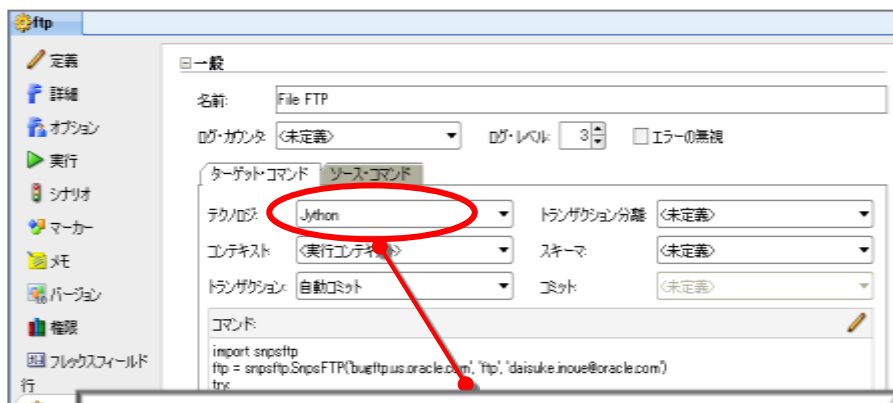 ftp
定義
詳細
オプション
実行
シナリオ
マーカー
メモ
バージョン
権限
フレックスフィールド
行
一般
名前: File FTP
ログ・カウンタ: <未定義> ログ・レベル: 3 エラーの無視
ターゲット・コマンド ソース・コマンド
テクノロジ: Jython トランザクション分離: <未定義>
コンテキスト: <実行コンテキスト> スキーマ: <未定義>
トランザクション: 自動コミット コミット: <未定義>
コマンド:
import snpsftp
ftp = snpsftp.SnpsFTP('bugftp.us.oracle.com', 'ftp', 'daisuke.inoue@oracle.com')
try: